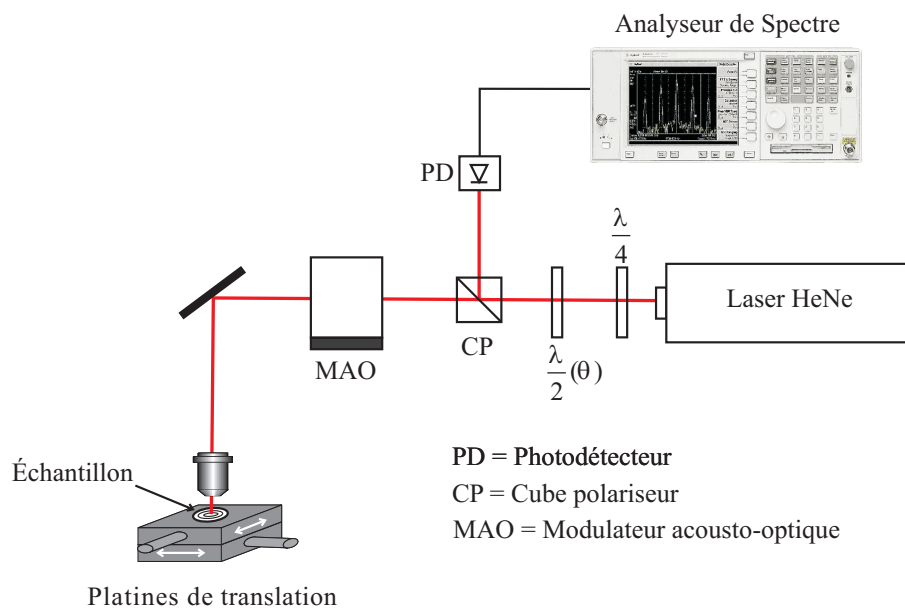 Analyseur de Spectre
PD
λ/4
Laser HeNe
CP
MAO
λ/2 (θ)
Échantillon
PD = Photodétecteur
CP = Cube polariseur
MAO = Modulateur acousto-optique
Platines de translation